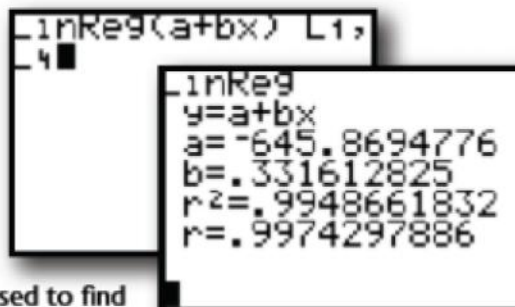 LinReg(a+bx) L1,
L4
LinReg
y=a+bx
a=-645.8694776
b=.331612825
r²=.9948661832
r=.9974297886
sed to find